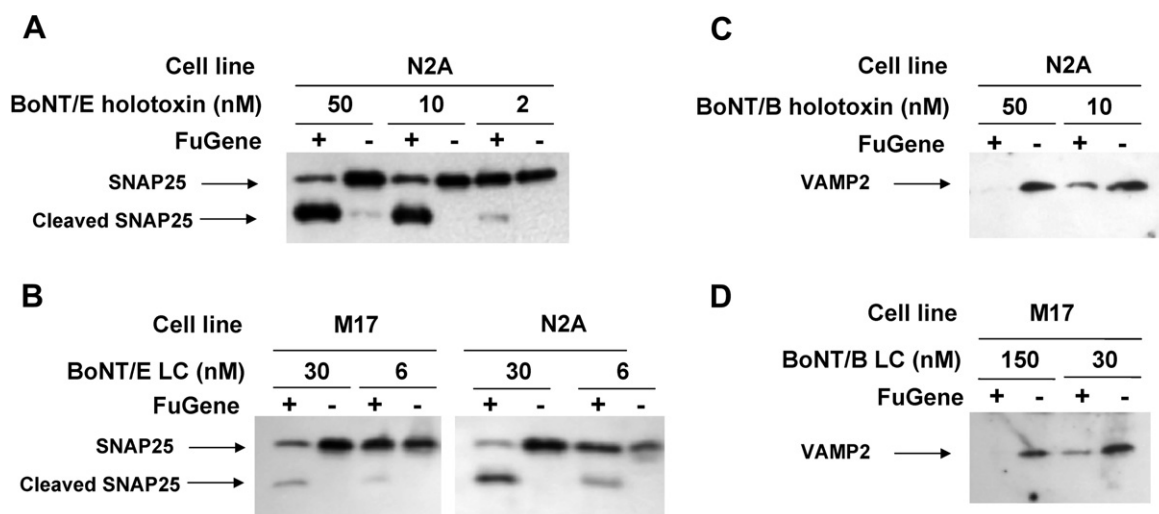 A
Cell line N2A
BoNT/E holotoxin (nM) 50 10 2
FuGene + - + - + -
SNAP25
Cleaved SNAP25
B
Cell line M17 N2A
BoNT/E LC (nM) 30 6 30 6
FuGene + - + - + - + -
SNAP25
Cleaved SNAP25
C
Cell line N2A
BoNT/B holotoxin (nM) 50 10
FuGene + - + -
VAMP2
D
Cell line M17
BoNT/B LC (nM) 150 30
FuGene + - + -
VAMP2